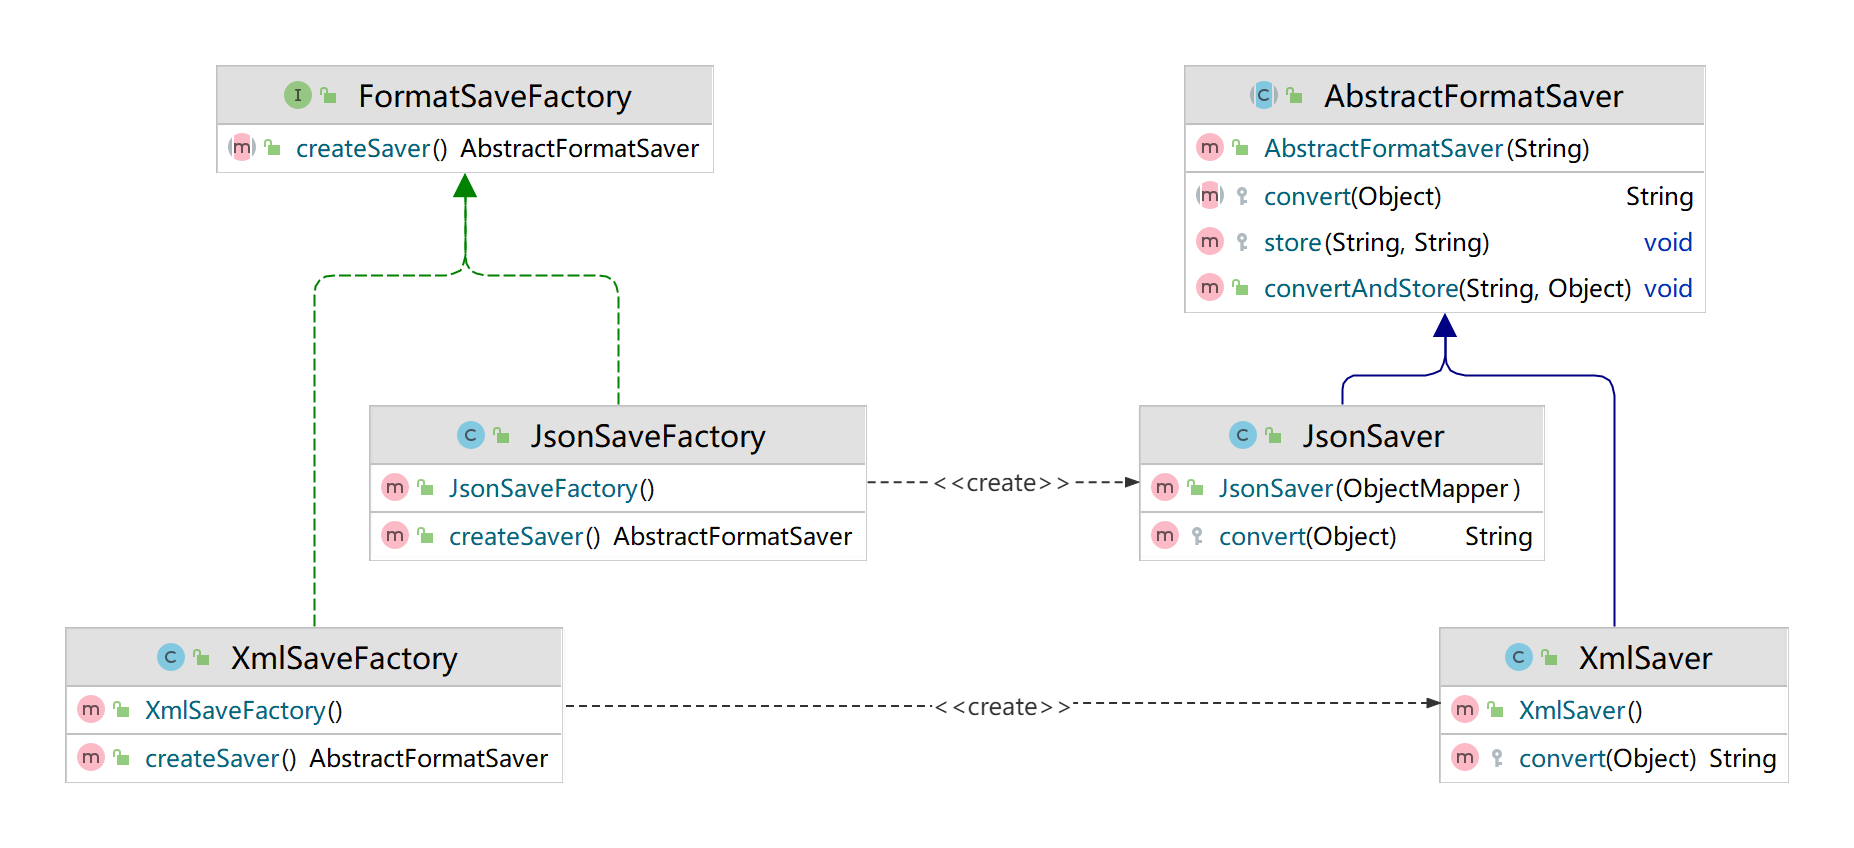 FormatSaveFactory
createSaver() AbstractFormatSaver
AbstractFormatSaver
AbstractFormatSaver(String)
convert(Object) String
store(String, String) void
convertAndStore(String, Object) void
JsonSaveFactory
JsonSaveFactory()
createSaver() AbstractFormatSaver
<<create>>
JsonSaver
JsonSaver(ObjectMapper)
convert(Object) String
XmlSaveFactory
XmlSaveFactory()
createSaver() AbstractFormatSaver
<<create>>
XmlSaver
XmlSaver()
convert(Object) String